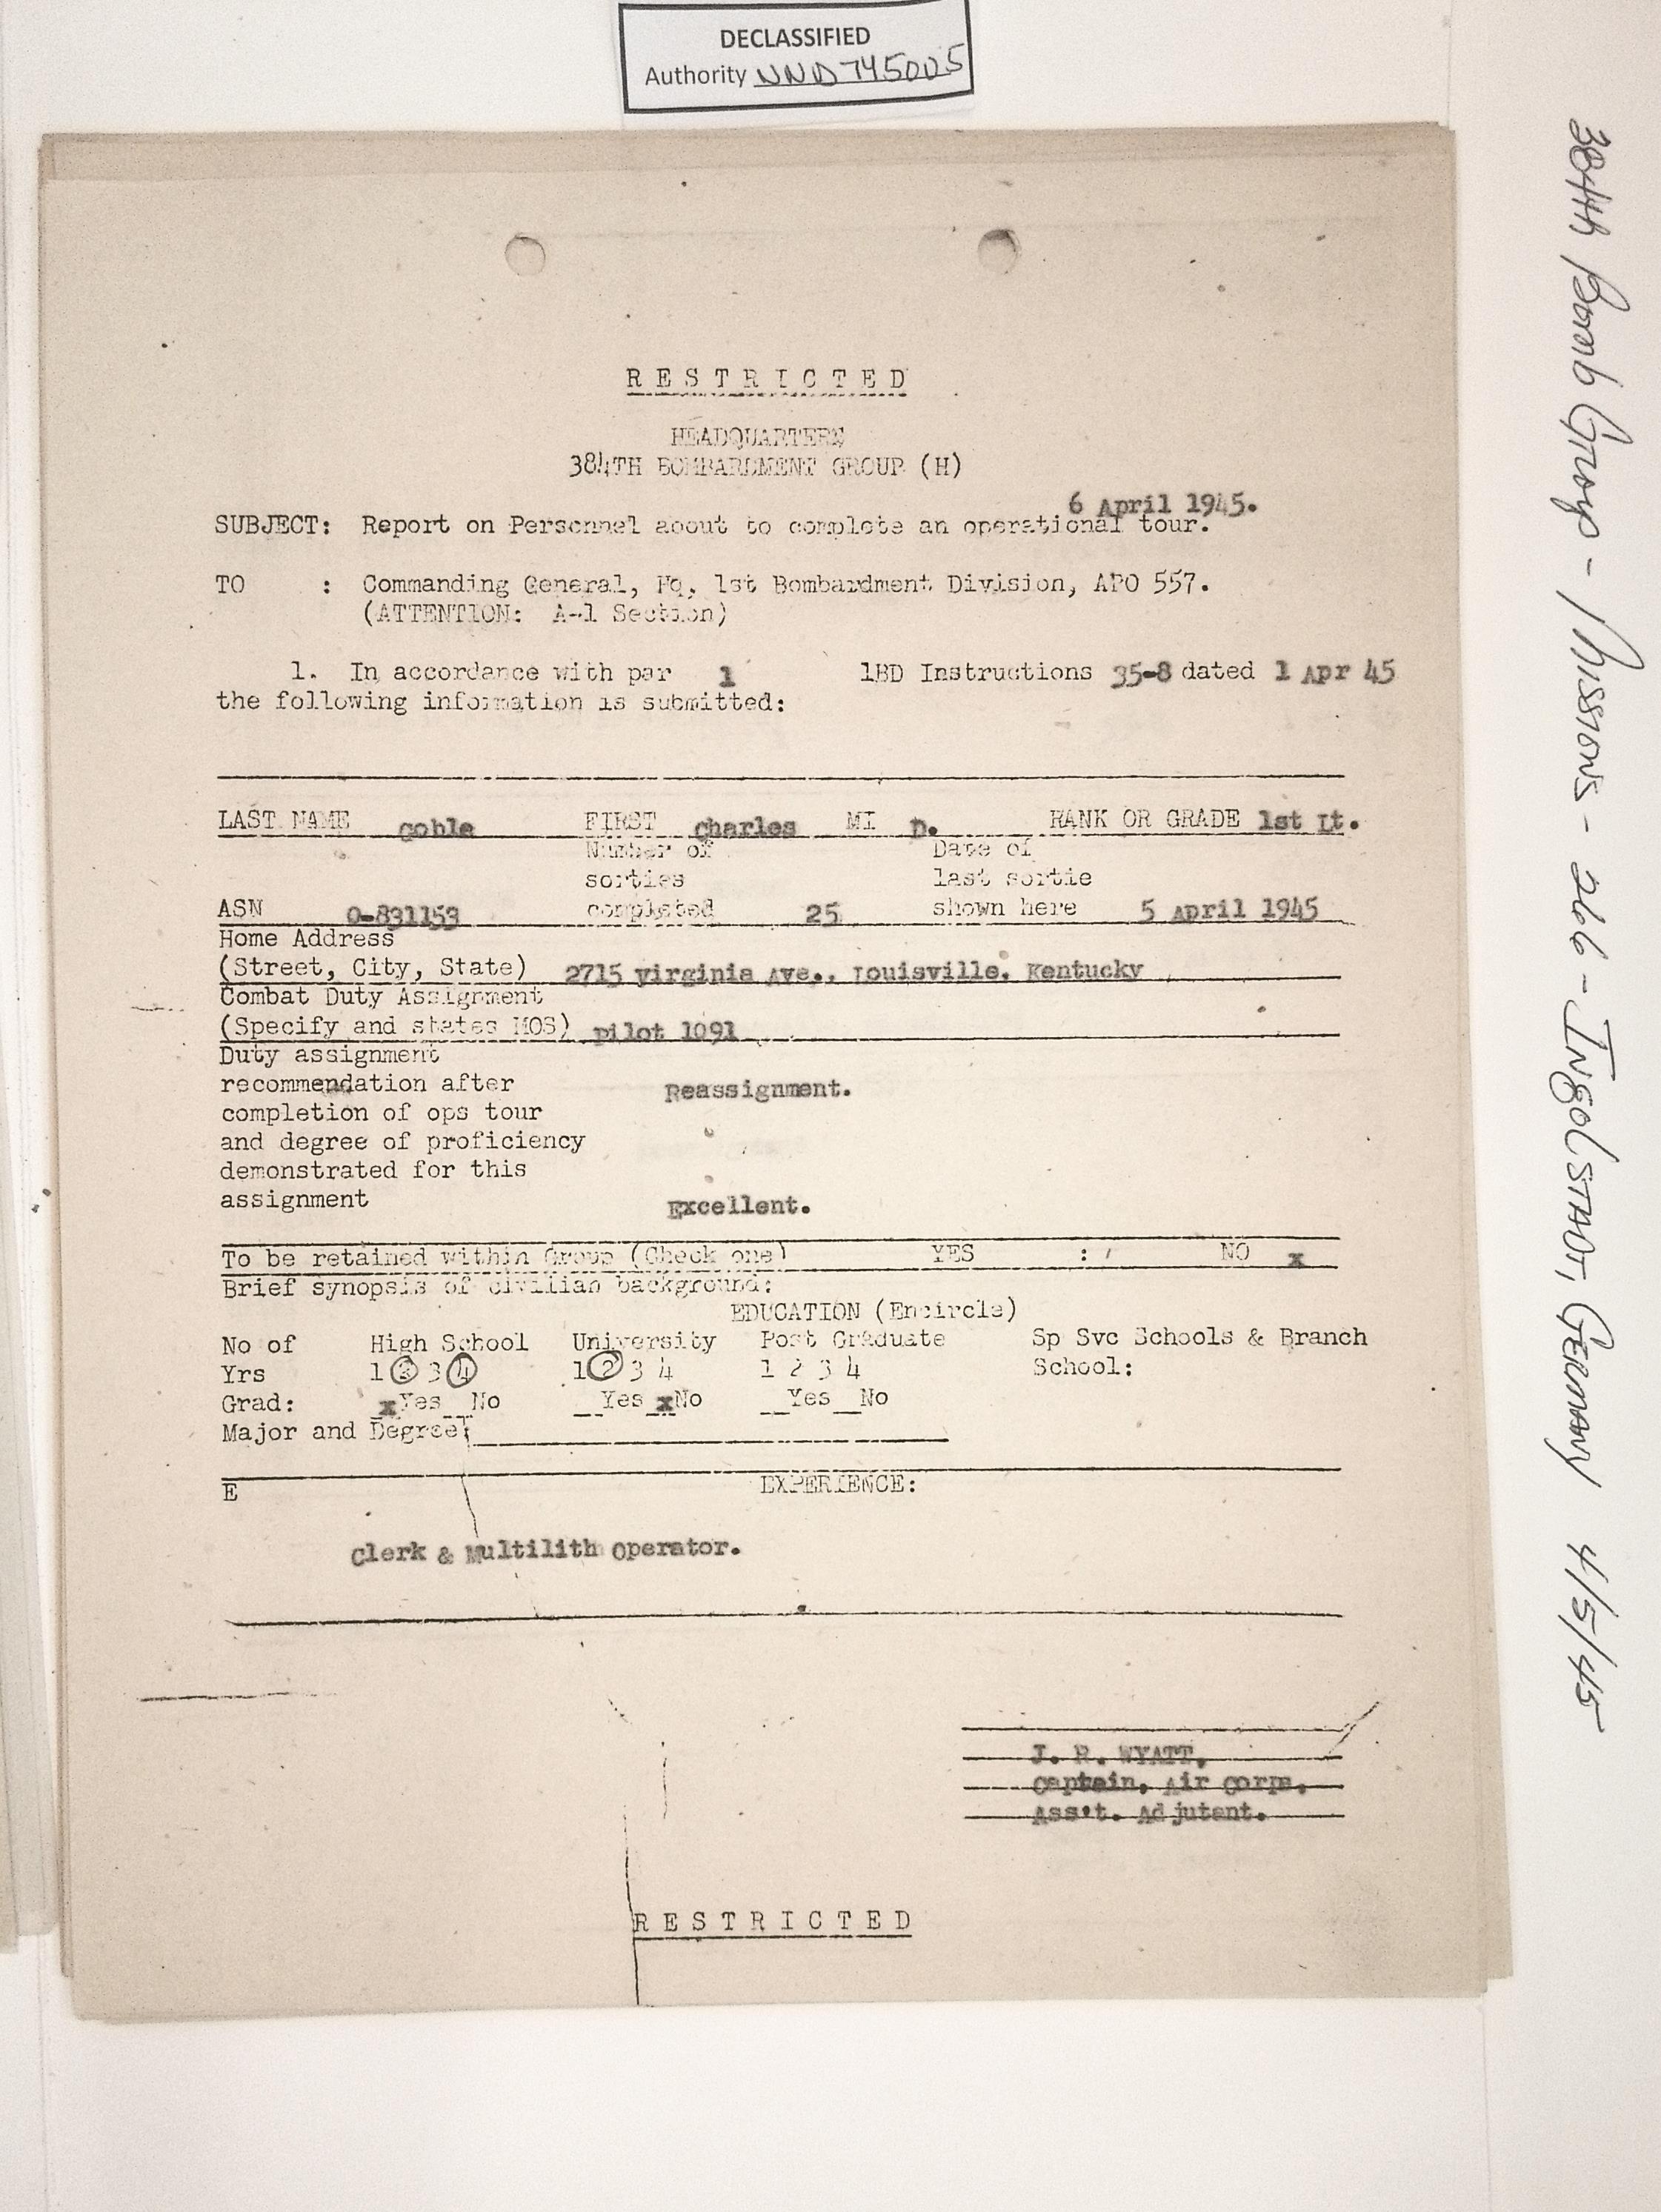 DECLASSIFIED
Authority NND 745005
R E S T R I C T E D
HEADQUARTERS
384TH BOMBARDMENT GROUP (H)
6 April 1945.
SUBJECT: Report on Personnel about to complete an operational tour.
TO : Commanding General, Hq, 1st Bombardment Division, APO 557.
(ATTENTION: A-1 Section)
1. In accordance with par 1 1BD Instructions 35-8 dated 1 Apr 45
the following information is submitted:
LAST NAME Goble FIRST Charles MI D. RANK OR GRADE 1st Lt.
Number of Date of
sorties last sortie
ASN O-831153 completed 25 shown here 5 April 1945
Home Address
(Street, City, State) 2715 Virginia Ave., Louisville, Kentucky
Combat Duty Assignment
(Specify and states MOS) Pilot 1091
Duty assignment
recommendation after Reassignment.
completion of ops tour
and degree of proficiency
demonstrated for this
assignment Excellent.
To be retained within Group (Check one) YES : NO x
Brief synopsis of civilian background:
EDUCATION (Encircle)
No of High School University Post Graduate Sp Svc Schools & Branch
Yrs 1 2 3 4 1 2 3 4 1 2 3 4 School:
Grad: x Yes __ No __ Yes x No __ Yes __ No
Major and Degree:
E EXPERIENCE:
Clerk & Multilith Operator.
J. R. WYATT,
Captain, Air Corps,
Ass't. Adjutant.
R E S T R I C T E D
384th Bomb Group - Missions - 266 - Ingolstadt, Germany 4/5/45